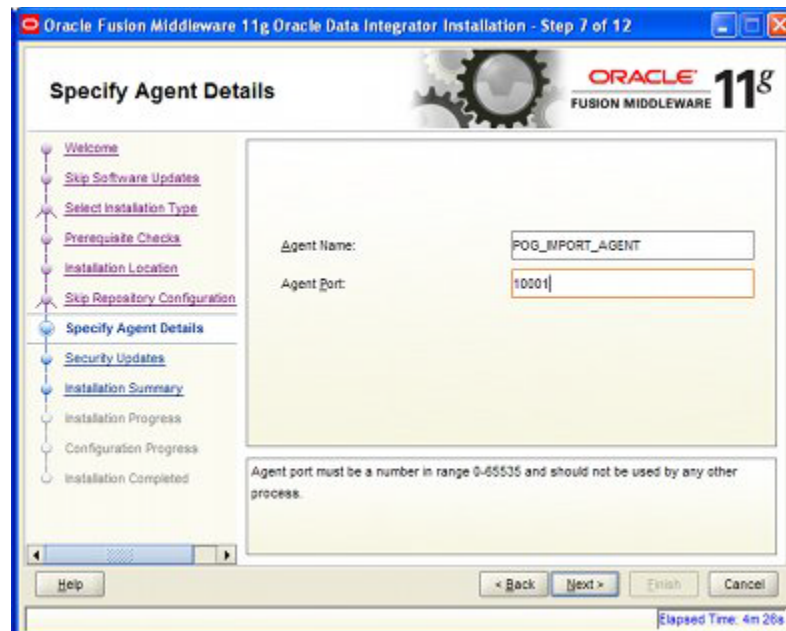 Oracle Fusion Middleware 11g Oracle Data Integrator Installation - Step 7 of 12
Specify Agent Details
ORACLE
FUSION MIDDLEWARE
11g
Welcome
Skip Software Updates
Select Installation Type
Prerequisite Checks
Installation Location
Skip Repository Configuration
Specify Agent Details
Security Updates
Installation Summary
Installation Progress
Configuration Progress
Installation Completed
Agent Name: POG_IMPORT_AGENT
Agent Port: 10001
Agent port must be a number in range 0-65535 and should not be used by any other
process.
Help
< Back
Next >
Finish
Cancel
Elapsed Time: 4m 26s